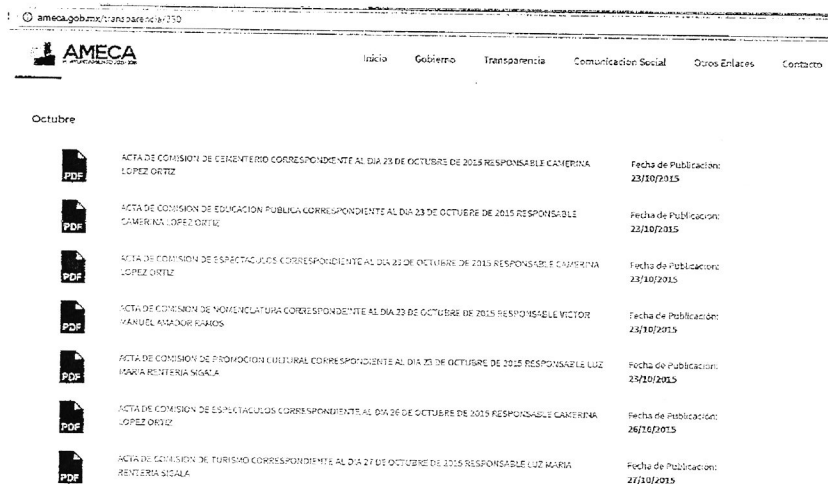 ameca.gob.mx/transparencia/250
AMECA
Inicio Gobierno Transparencia Comunicacion Social Otros Enlaces Contacto
Octubre
PDF ACTA DE COMISION DE CEMENTERIO CORRESPONDIENTE AL DIA 23 DE OCTUBRE DE 2015 RESPONSABLE CAMERINA Fecha de Publicación:
LOPEZ ORTIZ 23/10/2015
PDF ACTA DE COMISION DE EDUCACION PUBLICA CORRESPONDIENTE AL DIA 23 DE OCTUBRE DE 2015 RESPONSABLE Fecha de Publicación:
CAMERINA LOPEZ ORTIZ 23/10/2015
PDF ACTA DE COMISION DE ESPECTACULOS CORRESPONDIENTE AL DIA 23 DE OCTUBRE DE 2015 RESPONSABLE CAMERINA Fecha de Publicación:
LOPEZ ORTIZ 23/10/2015
PDF ACTA DE COMISION DE NOMENCLATURA CORRESPONDIENTE AL DIA 23 DE OCTUBRE DE 2015 RESPONSABLE VICTOR Fecha de Publicación:
MANUEL AMADOR RAMOS 23/10/2015
PDF ACTA DE COMISION DE PROMOCION CULTURAL CORRESPONDIENTE AL DIA 23 DE OCTUBRE DE 2015 RESPONSABLE LUZ Fecha de Publicación:
MARIA RENTERIA SIGALA 23/10/2015
PDF ACTA DE COMISION DE ESPECTACULOS CORRESPONDIENTE AL DIA 26 DE OCTUBRE DE 2015 RESPONSABLE CAMERINA Fecha de Publicación:
LOPEZ ORTIZ 26/10/2015
PDF ACTA DE COMISION DE TURISMO CORRESPONDIENTE AL DIA 27 DE OCTUBRE DE 2015 RESPONSABLE LUZ MARIA Fecha de Publicación:
RENTERIA SIGALA 27/10/2015